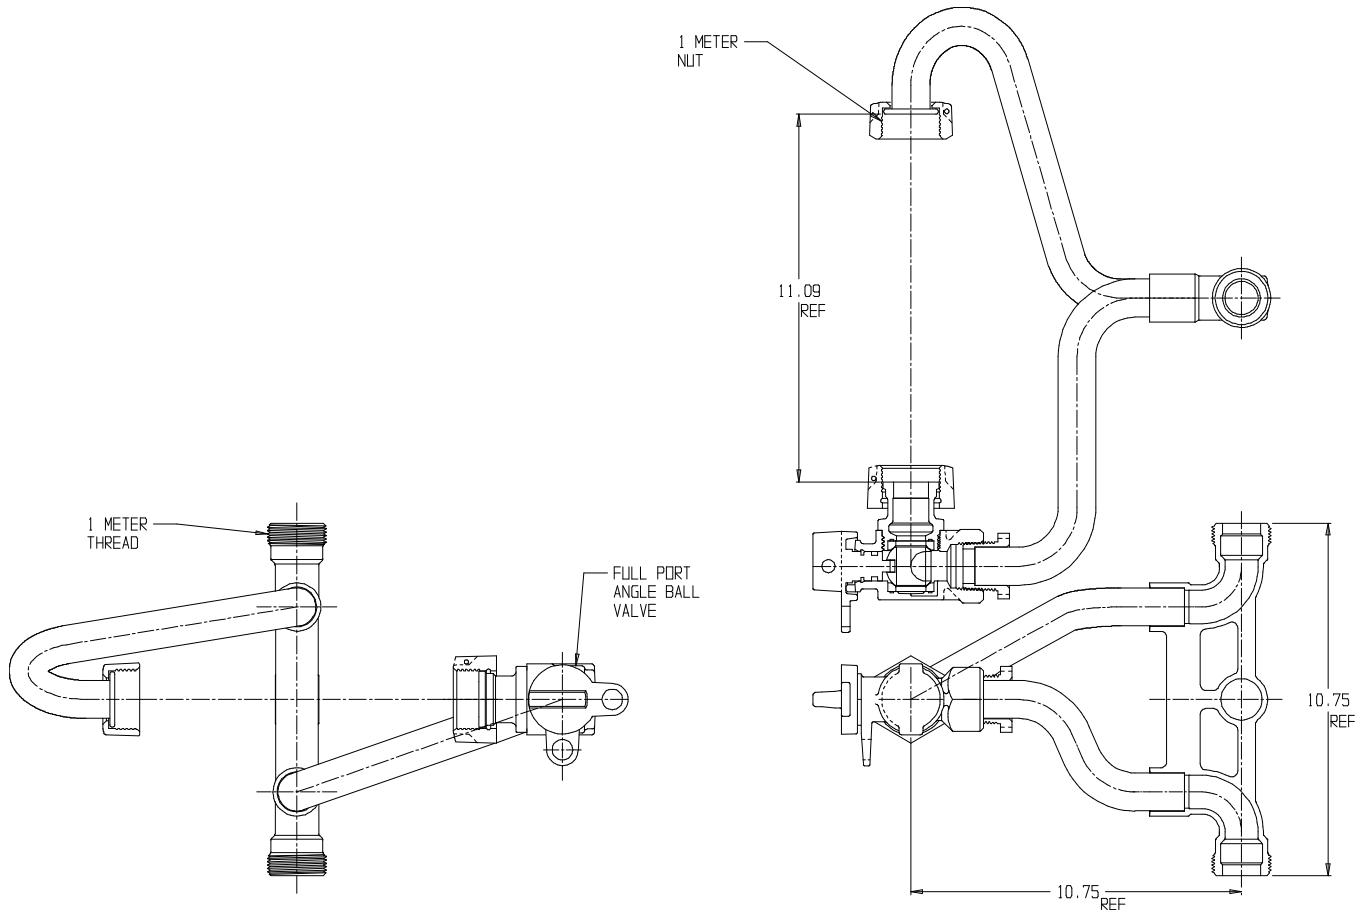 1 METER
NUT
11.09
REF
1 METER
THREAD
FULL PORT
ANGLE BALL
VALVE
10.75
REF
10.75
REF